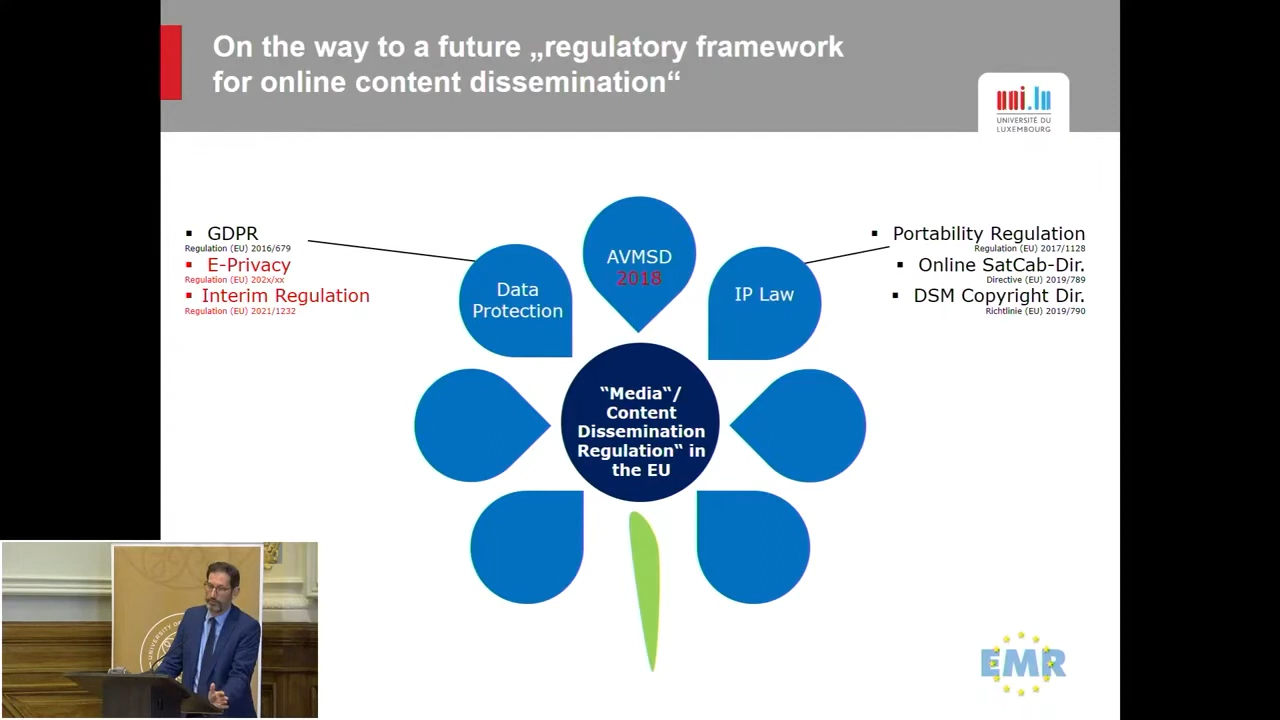 On the way to a future „regulatory framework
for online content dissemination“
uni.lu
UNIVERSITÉ DU
LUXEMBOURG
▪ GDPR
Regulation (EU) 2016/679
▪ E-Privacy
Regulation (EU) 202x/xx
▪ Interim Regulation
Regulation (EU) 2021/1232
Data
Protection
AVMSD
2018
IP Law
▪ Portability Regulation
Regulation (EU) 2017/1128
▪ Online SatCab-Dir.
Directive (EU) 2019/789
▪ DSM Copyright Dir.
Richtlinie (EU) 2019/790
“Media“/
Content
Dissemination
Regulation“ in
the EU
UNIVERSITY OF
EMR